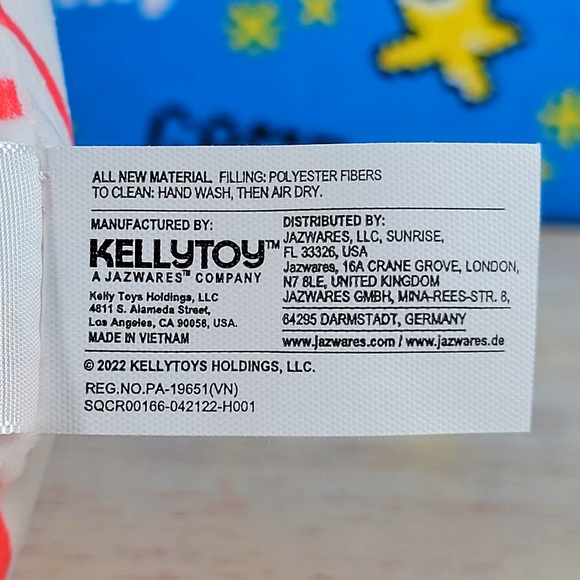 ALL NEW MATERIAL FILLING: POLYESTER FIBERS
TO CLEAN: HAND WASH, THEN AIR DRY.
MANUFACTURED BY:
KELLYTOY™
A JAZWARES™ COMPANY
Kelly Toys Holdings, LLC
4811 S. Alameda Street,
Los Angeles, CA 90058, USA.
MADE IN VIETNAM
DISTRIBUTED BY:
JAZWARES, LLC, SUNRISE,
FL 33326, USA
Jazwares, 16A CRANE GROVE, LONDON,
N7 8LE, UNITED KINGDOM
JAZWARES GMBH, MINA-REES-STR. 8,
64295 DARMSTADT, GERMANY
www.jazwares.com / www.jazwares.de
© 2022 KELLYTOYS HOLDINGS, LLC.
REG.NO.PA-19651(VN)
SQCR00166-042122-H001